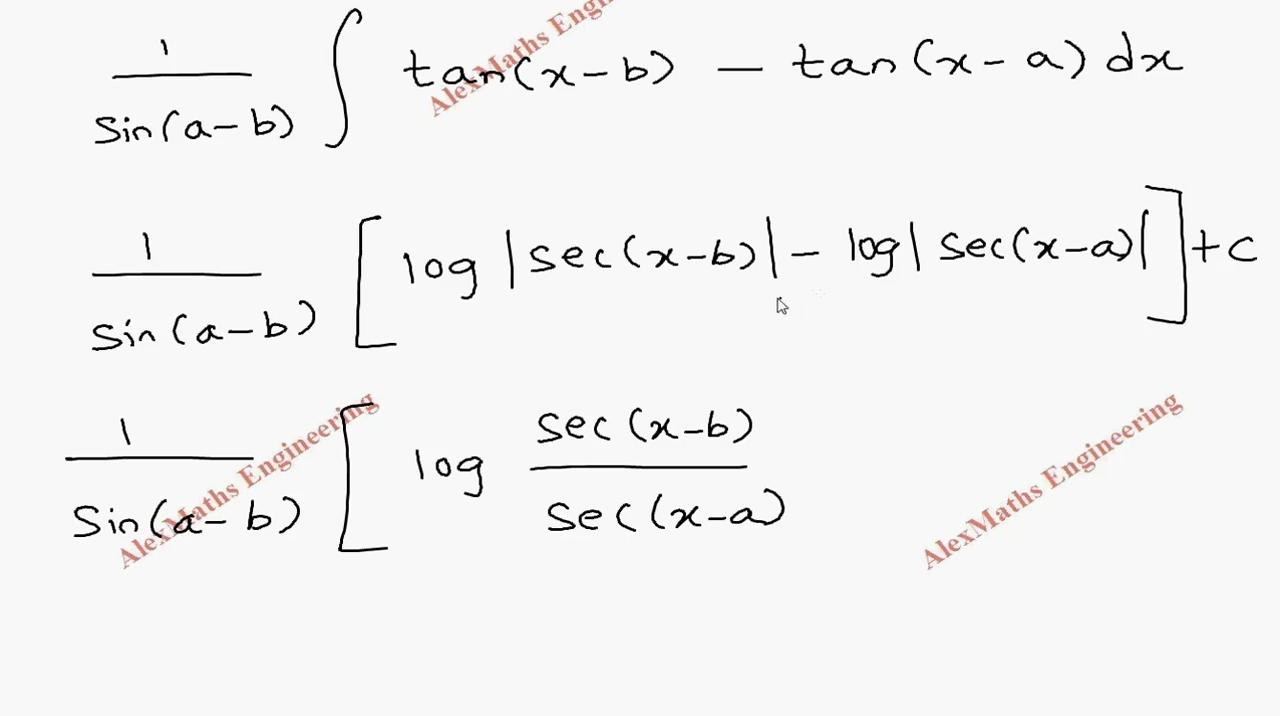 1/sin(a-b) ∫ tan(x-b) - tan(x-a) dx
AlexMaths Engineering
1/sin(a-b) [ log |sec(x-b)| - log |sec(x-a)| ] + c
1/sin(a-b) [ log sec(x-b)/sec(x-a)
AlexMaths Engineering
AlexMaths Engineering